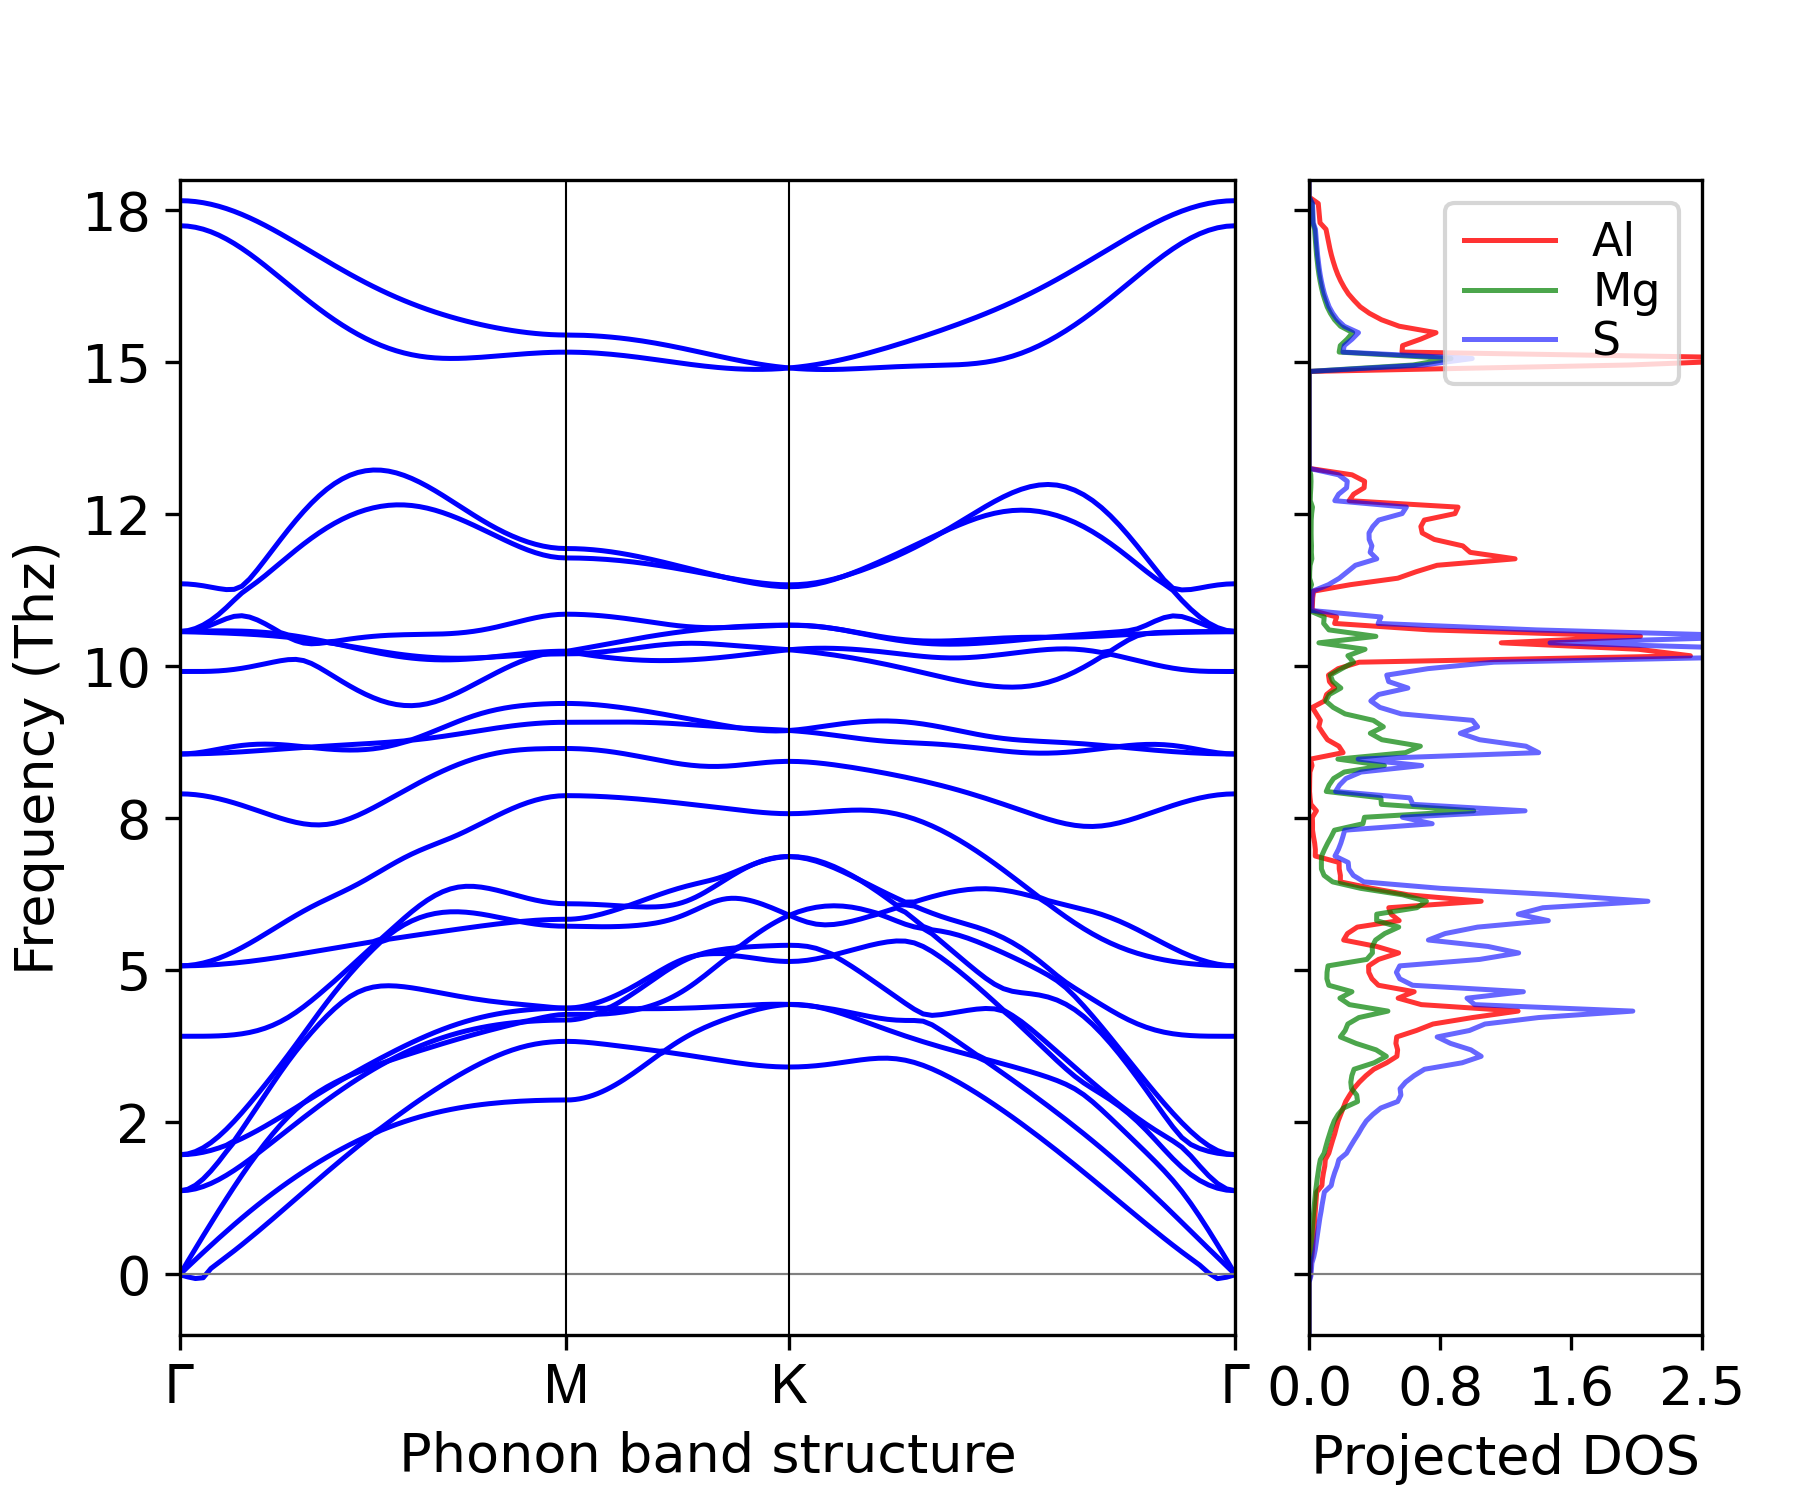 Frequency (Thz)
18
15
12
10
8
5
2
0
Γ M K Γ
Phonon band structure
Al
Mg
S
0.0 0.8 1.6 2.5
Projected DOS